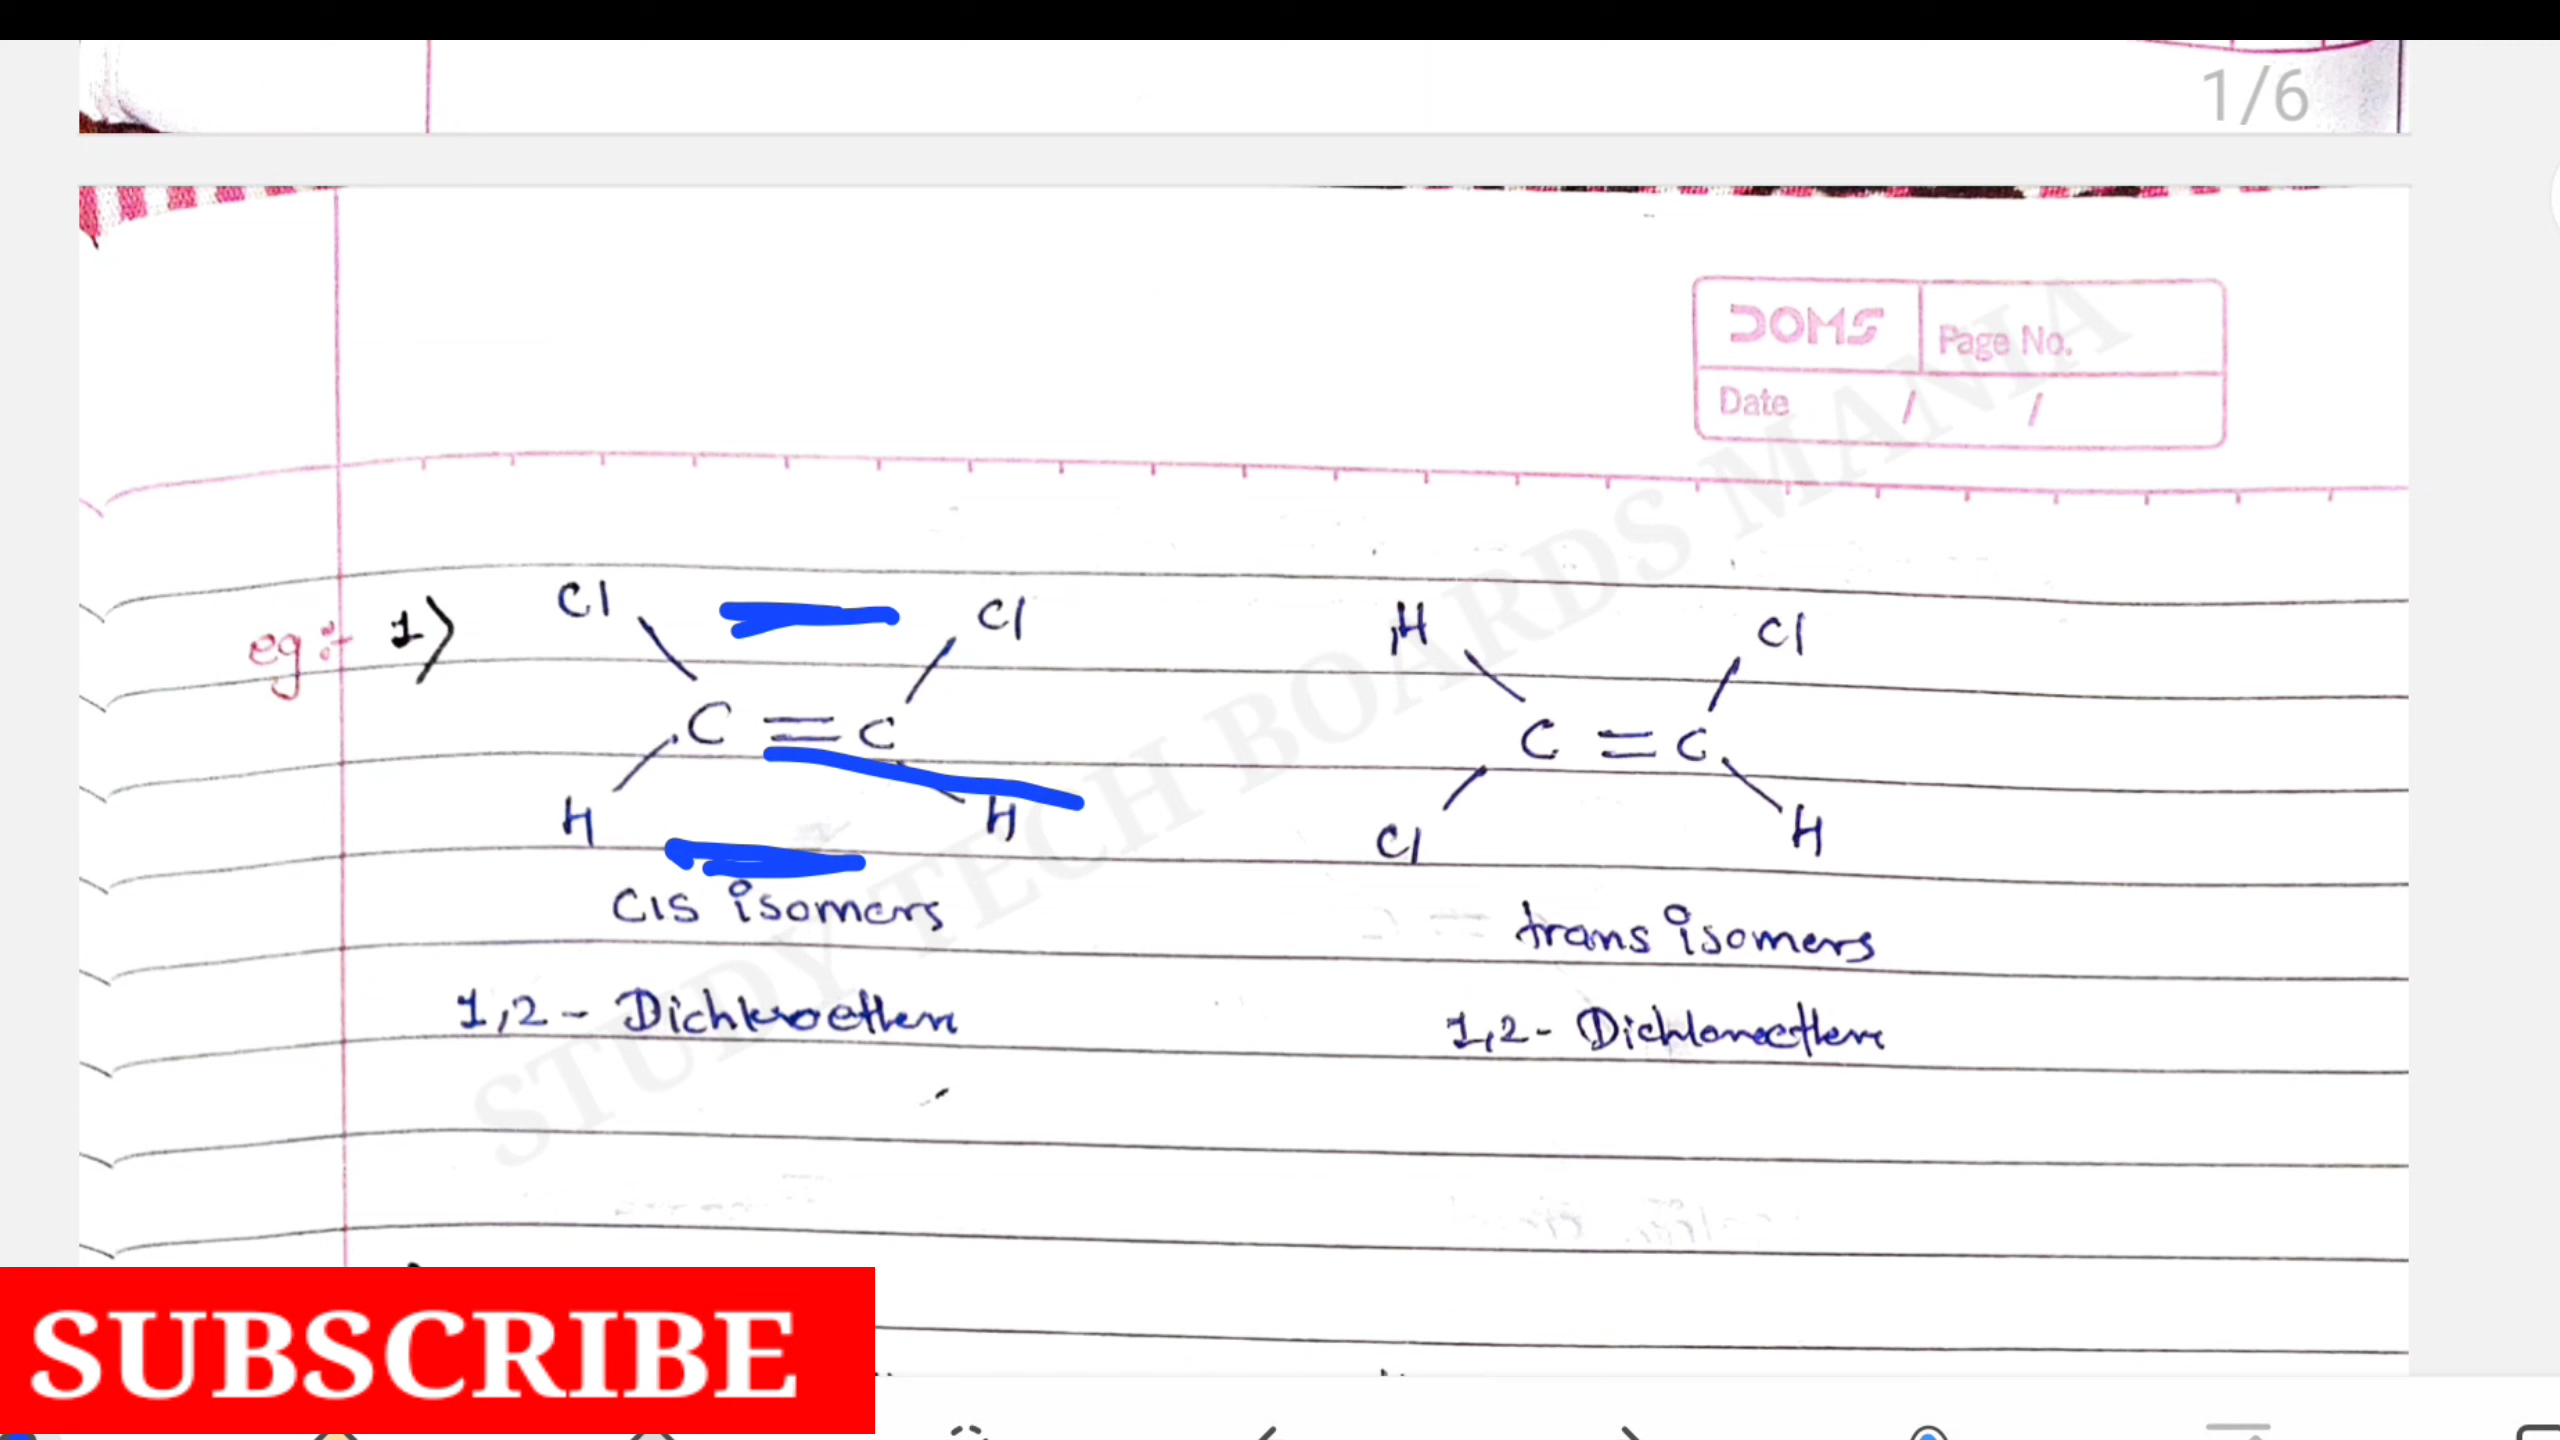 1/6
DOMS
Page No.
Date / /
STUDY TECH BOARDS MANIA
eg:- 1)
Cl Cl H Cl
C = C C = C
H H Cl H
cis isomers trans isomers
1,2 - Dichloroethene 1,2 - Dichloroethene
SUBSCRIBE